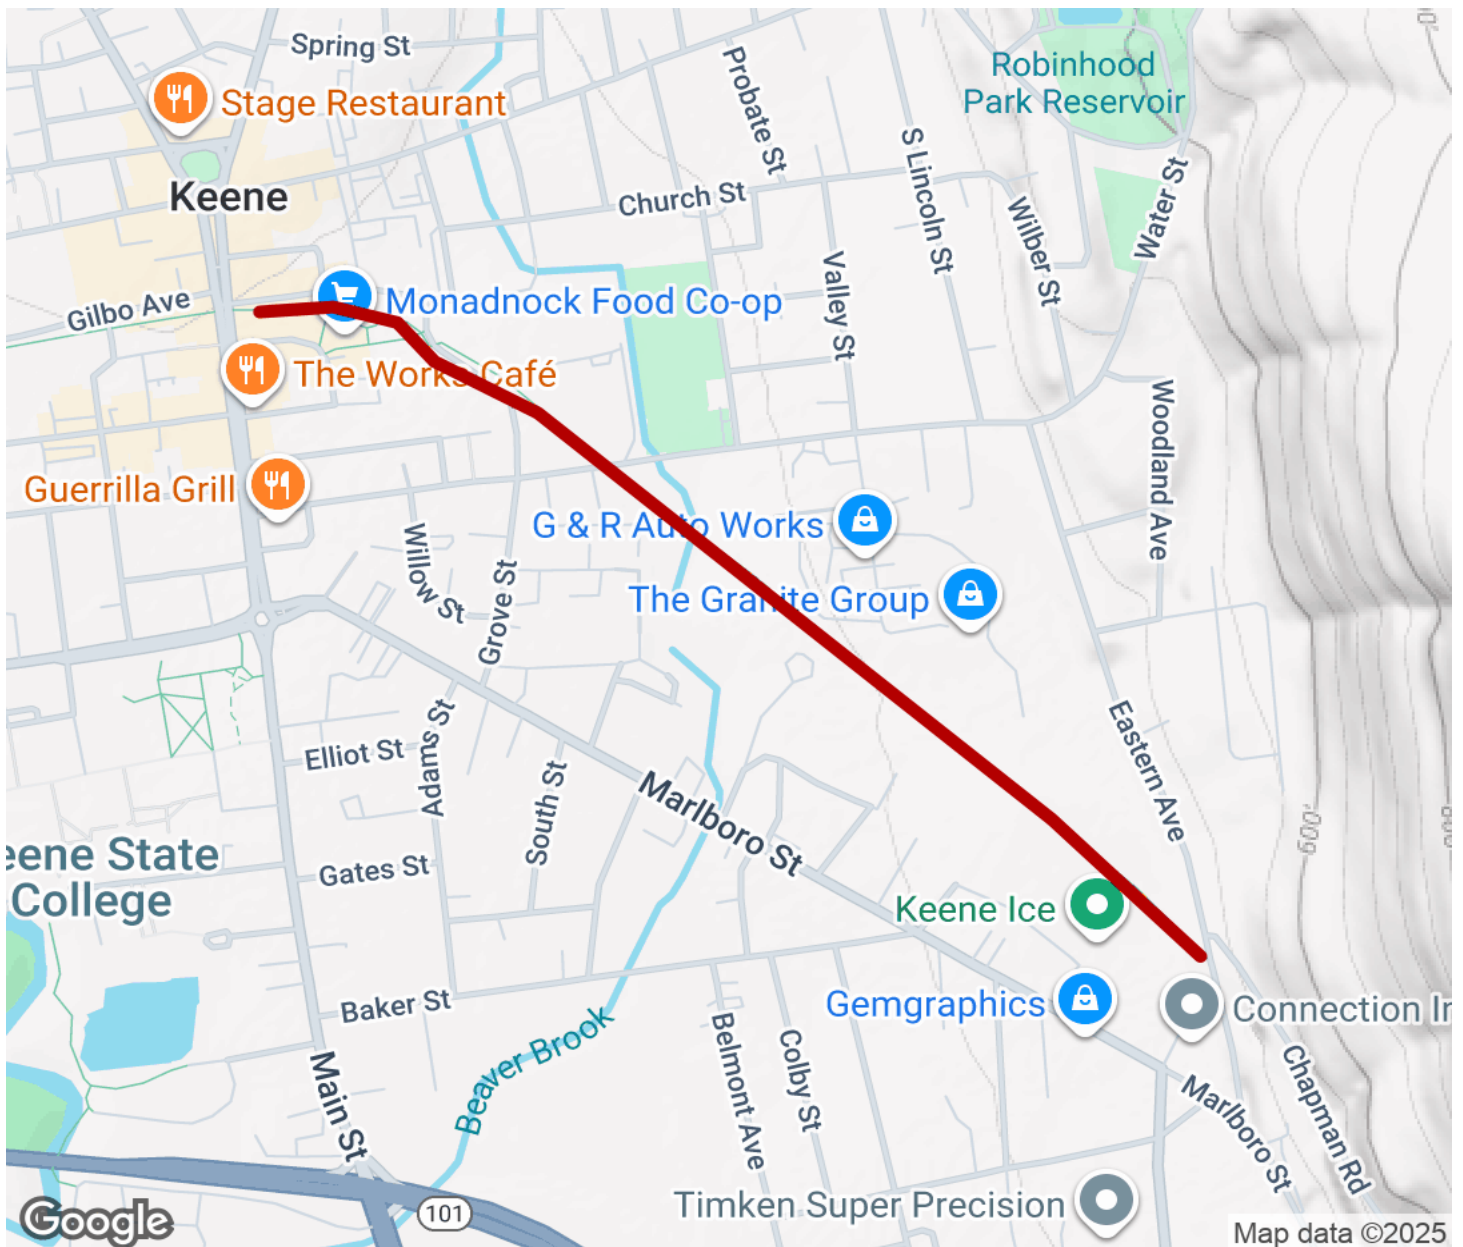 Spring St
Stage Restaurant
Keene
Probate St
Robinhood
Park Reservoir
S Lincoln St
Water St
Church St
Wilber St
Valley St
Gilbo Ave
Monadnock Food Co-op
The Works Café
Woodland Ave
Guerrilla Grill
G & R Auto Works
Willow St
Grove St
The Granite Group
Eastern Ave
Elliot St
Adams St
South St
Marlboro St
600
eene State
College
Gates St
Keene Ice
Baker St
Gemgraphics
Connection In
Beaver Brook
Belmont Ave
Colby St
Main St
Chapman Rd
Marlboro St
Timken Super Precision
101
Google
Map data ©2025